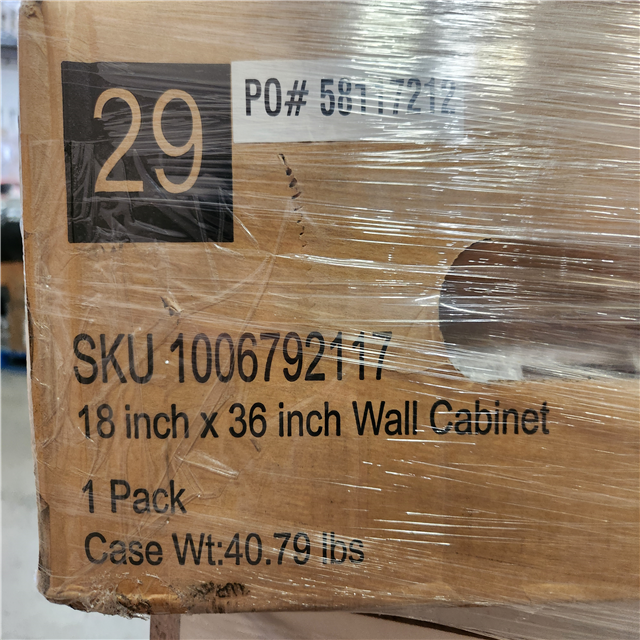 29
PO#
SKU 1006792117
18 inch x 36 inch Wall Cabinet
1 Pack
Case Wt:40.79 lbs